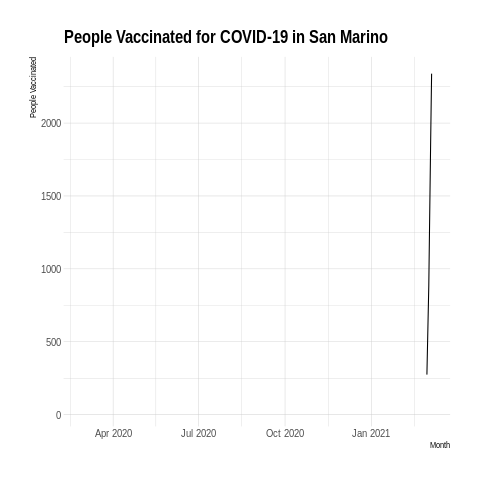 People Vaccinated for COVID-19 in San Marino
People Vaccinated
2000
1500
1000
500
0
Apr 2020 Jul 2020 Oct 2020 Jan 2021
Month